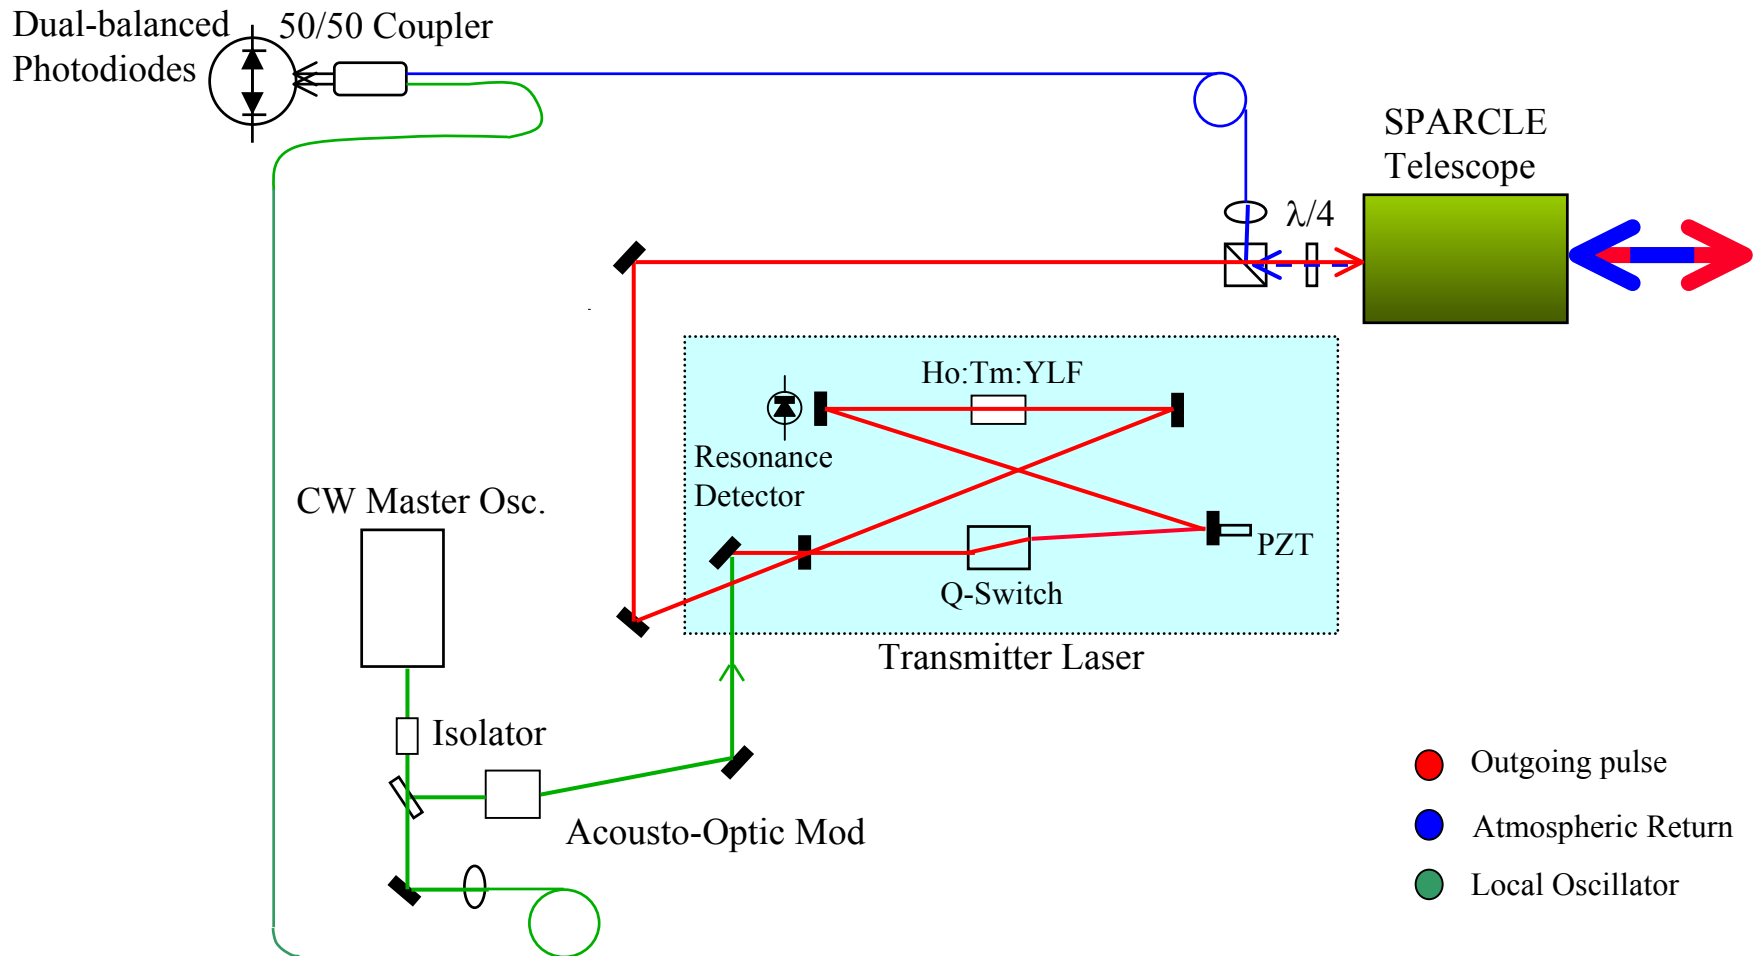 Dual-balanced
Photodiodes
50/50 Coupler
SPARCLE
Telescope
λ/4
Ho:Tm:YLF
Resonance
Detector
PZT
Q-Switch
Transmitter Laser
CW Master Osc.
Isolator
Acousto-Optic Mod
Outgoing pulse
Atmospheric Return
Local Oscillator